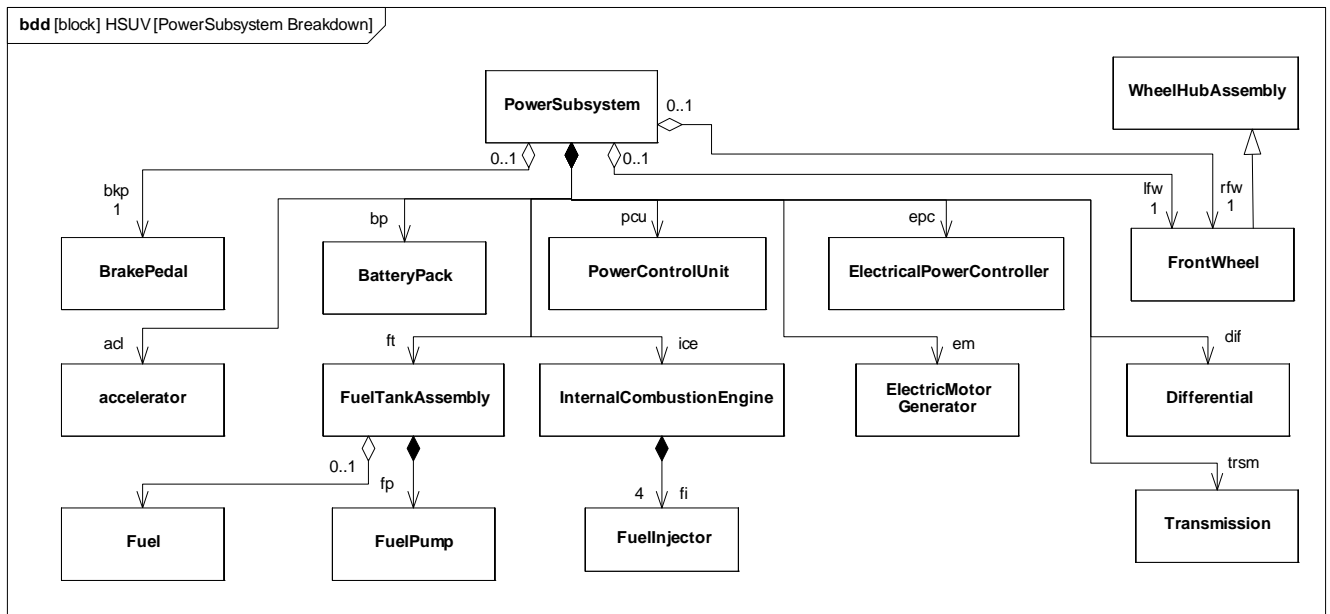 bdd [block] HSUV [PowerSubsystem Breakdown]
PowerSubsystem
0..1
WheelHubAssembly
0..1
0..1
bkp
1
bp
pcu
epc
lfw
1
rfw
1
BrakePedal
BatteryPack
PowerControlUnit
ElectricalPowerController
FrontWheel
acl
ft
ice
em
dif
accelerator
FuelTankAssembly
InternalCombustionEngine
ElectricMotor
Generator
Differential
0..1
fp
4
fi
trsm
Fuel
FuelPump
FuelInjector
Transmission